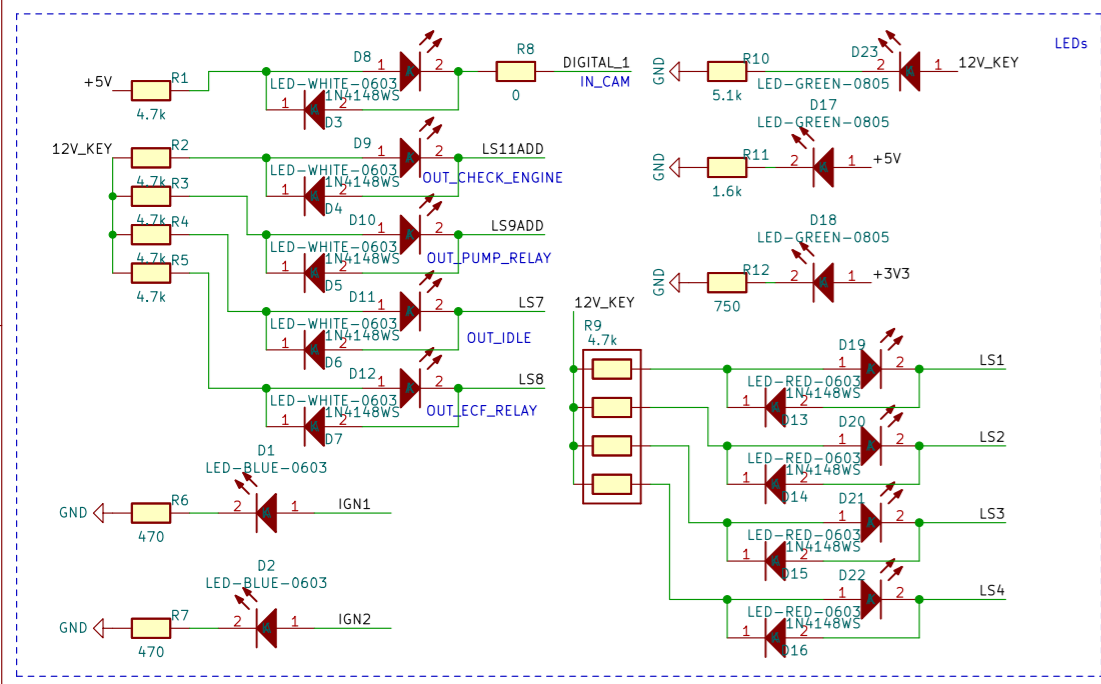 LEDs
+5V
R1
4.7k
D8
1
2
LED-WHITE-0603
1N4148WS
1
2
D3
R8
0
DIGITAL_1
IN_CAM
12V_KEY
R2
4.7k
D9
1
2
LS11ADD
LED-WHITE-0603
1N4148WS
OUT_CHECK_ENGINE
1
2
D4
R3
4.7k
D10
1
2
LS9ADD
LED-WHITE-0603
1N4148WS
OUT_PUMP_RELAY
1
2
D5
R4
4.7k
D11
1
2
LS7
LED-WHITE-0603
1N4148WS
OUT_IDLE
1
2
D6
R5
4.7k
D12
1
2
LS8
LED-WHITE-0603
1N4148WS
OUT_ECF_RELAY
1
2
D7
D1
LED-BLUE-0603
GND
R6
470
2
1
IGN1
D2
LED-BLUE-0603
GND
R7
470
2
1
IGN2
GND
R10
5.1k
D23
2
1
12V_KEY
LED-GREEN-0805
D17
LED-GREEN-0805
GND
R11
1.6k
2
1
+5V
D18
LED-GREEN-0805
GND
R12
750
2
1
+3V3
12V_KEY
R9
4.7k
D19
1
2
LS1
LED-RED-0603
1N4148WS
1
2
D13
D20
1
2
LS2
LED-RED-0603
1N4148WS
1
2
D14
D21
1
2
LS3
LED-RED-0603
1N4148WS
1
2
D15
D22
1
2
LS4
LED-RED-0603
1N4148WS
1
2
D16